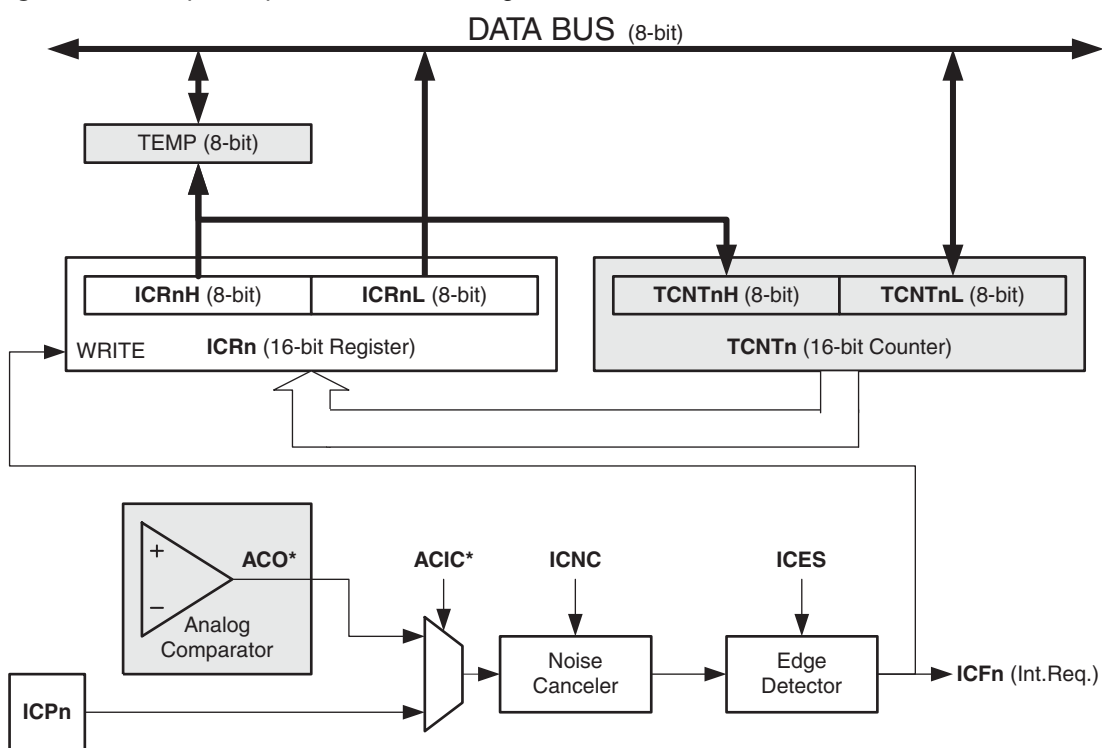 DATA BUS (8-bit)
TEMP (8-bit)
ICRnH (8-bit)
ICRnL (8-bit)
TCNTnH (8-bit)
TCNTnL (8-bit)
WRITE
ICRn (16-bit Register)
TCNTn (16-bit Counter)
+
ACO*
ACIC*
ICNC
ICES
−
Analog
Comparator
Noise
Canceler
Edge
Detector
ICFn (Int.Req.)
ICPn